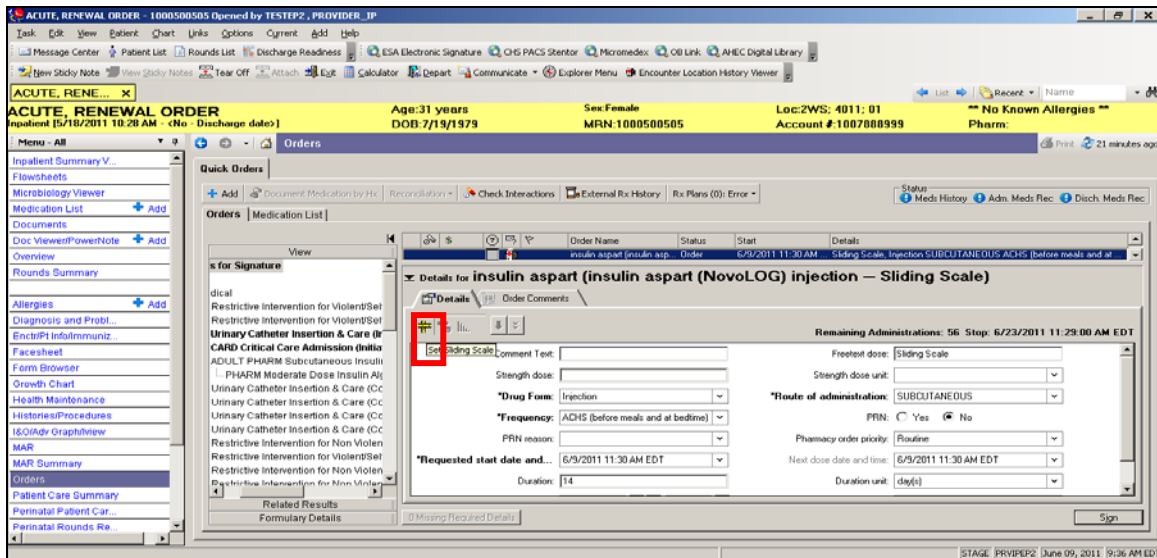 ACUTE, RENEWAL ORDER - 1000500505 Opened by TESTEP2 , PROVIDER_IP
Task Edit View Patient Chart Links Options Current Add Help
Message Center Patient List Rounds List Discharge Readiness ESA Electronic Signature CHS PACS Stentor Micromedex OB Link AHEC Digital Library
New Sticky Note View Sticky Notes Tear Off Attach Exit Calculator Depart Communicate Explorer Menu Encounter Location History Viewer
ACUTE, RENE... × List Recent Name
ACUTE, RENEWAL ORDER Age:31 years Sex:Female Loc:2WS; 4011; 01 ** No Known Allergies **
Inpatient [5/18/2011 10:28 AM - <No - Discharge date>] DOB:7/19/1979 MRN:1000500505 Account #:1007888999 Pharm:
Menu - All Orders Print 21 minutes ago
Inpatient Summary V...
Flowsheets
Microbiology Viewer
Medication List Add
Documents
Doc Viewer/PowerNote Add
Overview
Rounds Summary
Allergies Add
Diagnosis and Probl...
Enctr/Pt Info/Immuniz...
Facesheet
Form Browser
Growth Chart
Health Maintenance
Histories/Procedures
I&O/Adv Graph/Iview
MAR
MAR Summary
Orders
Patient Care Summary
Perinatal Patient Car...
Perinatal Rounds Re...
Quick Orders
Add Document Medication by Hx Reconciliation Check Interactions External Rx History Rx Plans (0): Error
Status
Meds History Adm. Meds Rec Disch. Meds Rec
Orders Medication List
View
s for Signature
dical
Restrictive Intervention for Violent/Self
Restrictive Intervention for Violent/Self
Urinary Catheter Insertion & Care (In
CARD Critical Care Admission (Initia
ADULT PHARM Subcutaneous Insuli
PHARM Moderate Dose Insulin Alg
Urinary Catheter Insertion & Care (Cc
Urinary Catheter Insertion & Care (Cc
Urinary Catheter Insertion & Care (Cc
Urinary Catheter Insertion & Care (Cc
Restrictive Intervention for Non Violen
Restrictive Intervention for Violent/Self
Restrictive Intervention for Non Violen
Restrictive Intervention for Non Violen
Related Results
Formulary Details
$ Order Name Status Start Details
insulin aspart (insulin asp... Order 6/9/2011 11:30 AM ... Sliding Scale, Injection SUBCUTANEOUS ACHS (before meals and at ...
Details for insulin aspart (insulin aspart (NovoLOG) injection – Sliding Scale)
Details Order Comments
Remaining Administrations: 56 Stop: 6/23/2011 11:29:00 AM EDT
Set Sliding Scale
Comment Text: Freetext dose: Sliding Scale
Strength dose: Strength dose unit:
*Drug Form: Injection *Route of administration: SUBCUTANEOUS
*Frequency: ACHS (before meals and at bedtime) PRN: Yes No
PRN reason: Pharmacy order priority: Routine
*Requested start date and... 6/9/2011 11:30 AM EDT Next dose date and time: 6/9/2011 11:30 AM EDT
Duration: 14 Duration unit: day(s)
0 Missing Required Details Sign
STAGE PRVIPEP2 June 09, 2011 9:36 AM ED